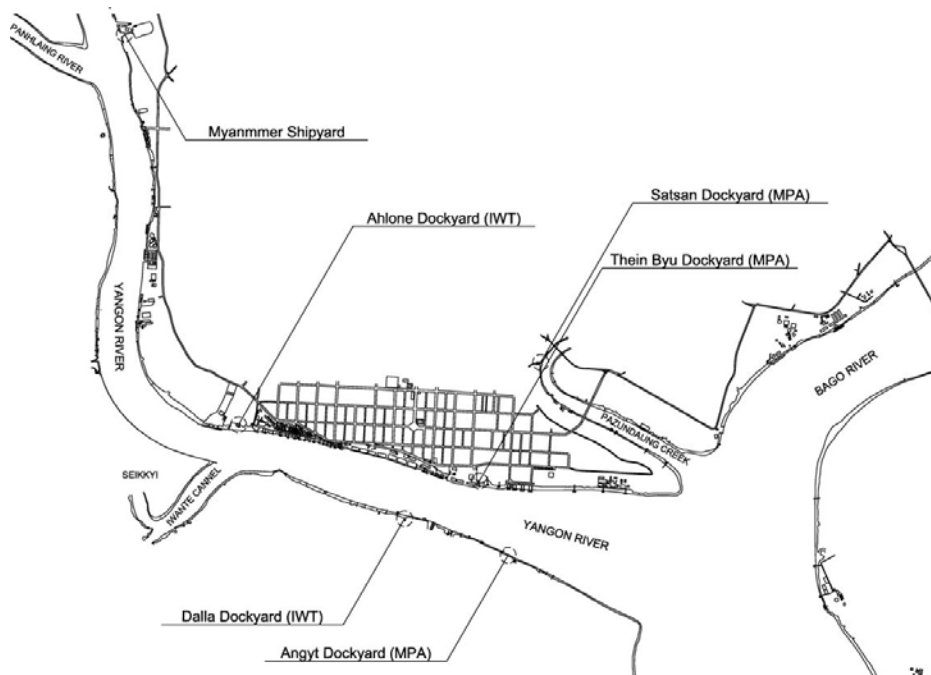 PANHLAING RIVER
Myanmmer Shipyard
Satsan Dockyard (MPA)
Ahlone Dockyard (IWT)
Thein Byu Dockyard (MPA)
YANGON RIVER
BAGO RIVER
PAZUNDAUNG CREEK
SEIKKYI
IWANTE CANNEL
YANGON RIVER
Dalla Dockyard (IWT)
Angyt Dockyard (MPA)